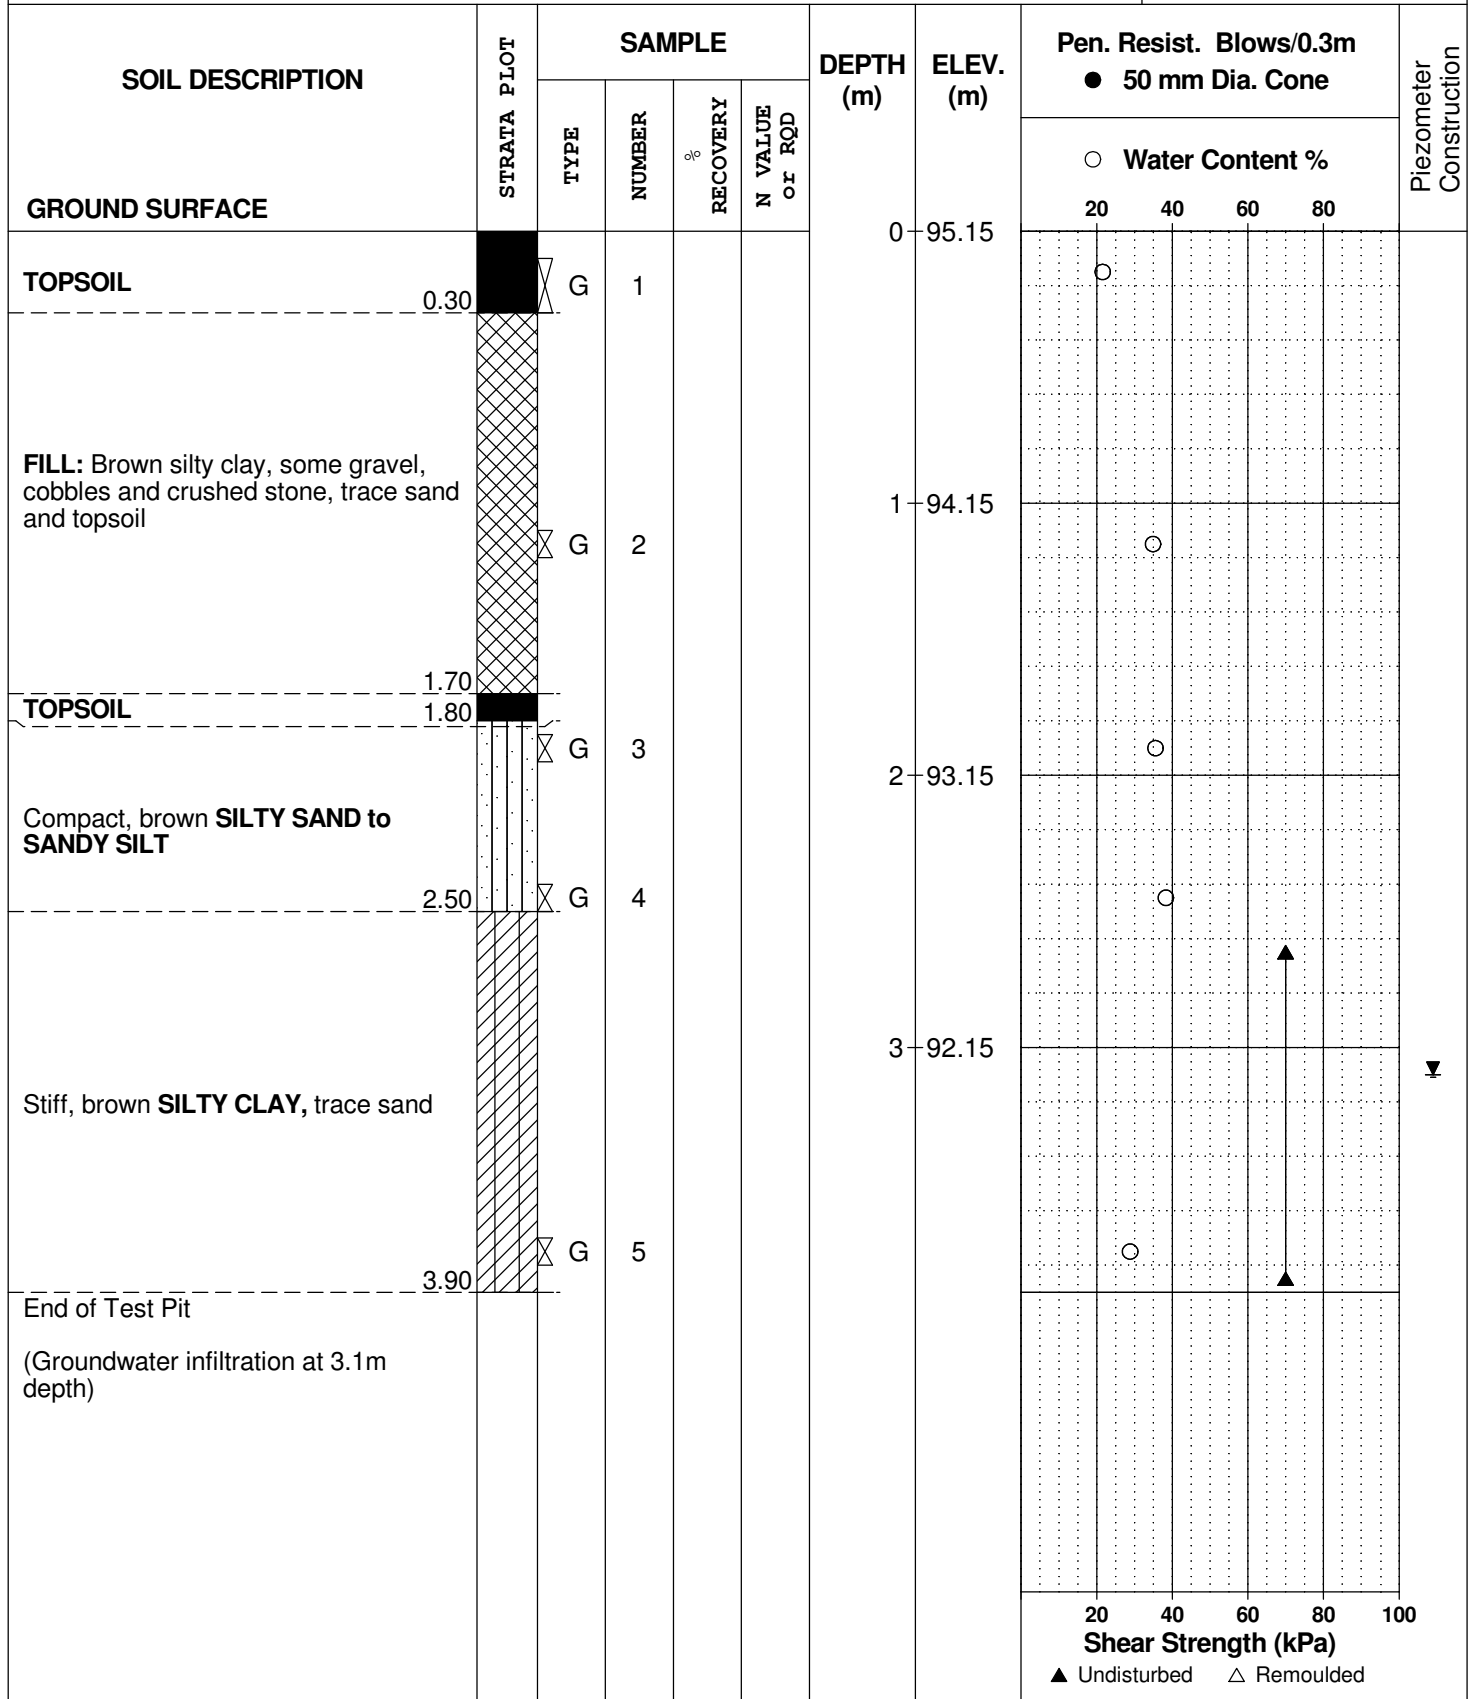 SOIL DESCRIPTION
GROUND SURFACE
STRATA PLOT
SAMPLE
TYPE
NUMBER
%
RECOVERY
N VALUE
or RQD
DEPTH
(m)
ELEV.
(m)
Pen. Resist. Blows/0.3m
● 50 mm Dia. Cone
○ Water Content %
20 40 60 80
Piezometer
Construction
0 95.15
TOPSOIL
0.30
G 1
FILL: Brown silty clay, some gravel,
cobbles and crushed stone, trace sand
and topsoil
1 94.15
G 2
1.70
TOPSOIL
1.80
G 3
2 93.15
Compact, brown SILTY SAND to
SANDY SILT
2.50
G 4
3 92.15
Stiff, brown SILTY CLAY, trace sand
G 5
3.90
End of Test Pit
(Groundwater infiltration at 3.1m
depth)
20 40 60 80 100
Shear Strength (kPa)
▲ Undisturbed △ Remoulded